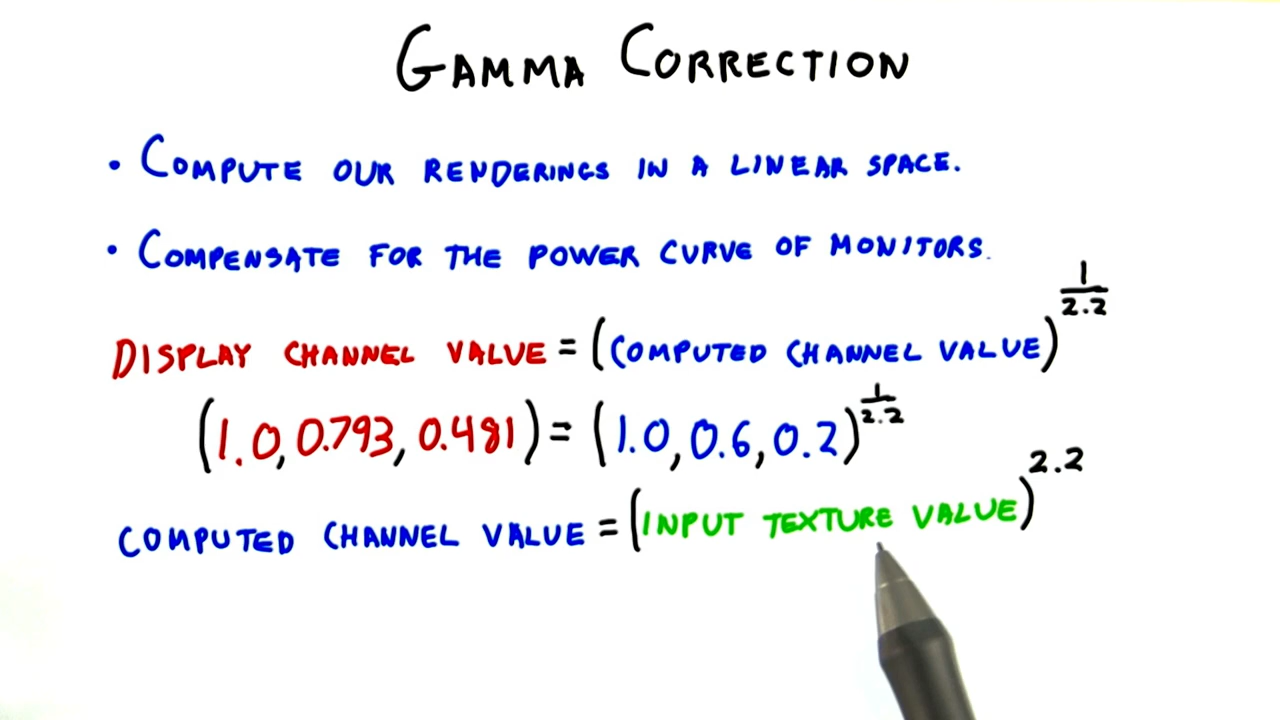 GAMMA CORRECTION
• COMPUTE OUR RENDERINGS IN A LINEAR SPACE.
• COMPENSATE FOR THE POWER CURVE OF MONITORS.
DISPLAY CHANNEL VALUE = (COMPUTED CHANNEL VALUE)^(1/2.2)
(1.0, 0.793, 0.481) = (1.0, 0.6, 0.2)^(1/2.2)
COMPUTED CHANNEL VALUE = (INPUT TEXTURE VALUE)^2.2